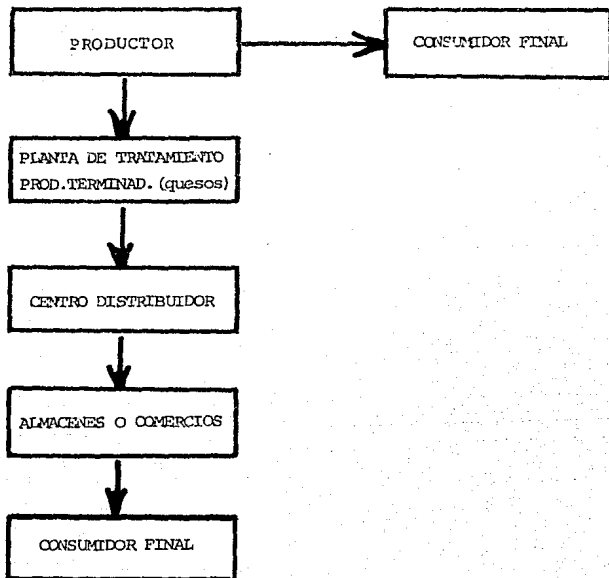 PRODUCTOR
CONSUMIDOR FINAL
PLANTA DE TRATAMIENTO
PROD.TERMINAD.(quesos)
CENTRO DISTRIBUIDOR
ALMACENES O COMERCIOS
CONSUMIDOR FINAL